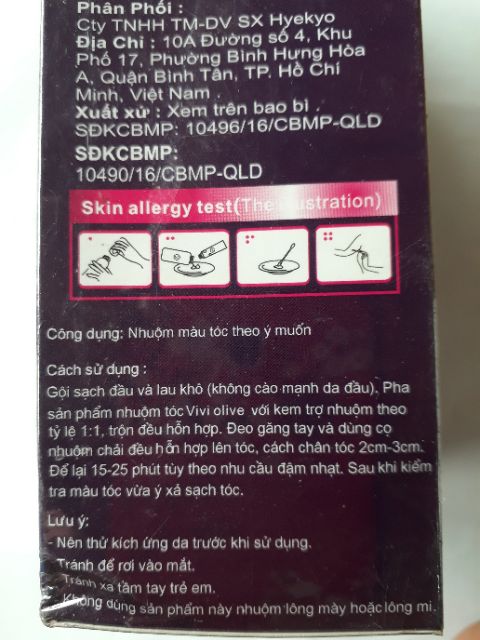 Phân Phối :
Cty TNHH TM-DV SX Hyekyo
Địa Chỉ : 10A Đường số 4, Khu
Phố 17, Phường Bình Hưng Hòa
A, Quận Bình Tân, TP. Hồ Chí
Minh, Việt Nam .
Xuất xứ : Xem trên bao bì .
SĐKCBMP: 10496/16/CBMP-QLD
SĐKCBMP:
10490/16/CBMP-QLD
Skin allergy test(The
Công dụng: Nhuộm màu tóc theo ý muốn
Cách sử dụng :
Gội sạch đầu và lau khô (không cào mạnh da đầu). Pha
sản phẩm nhuộm tóc Vivi olive với kem trợ nhuộm theo
tỷ lệ 1:1, trộn đều hỗn hợp. Đeo găng tay và dùng cọ
nhuộm chải đều hỗn hợp lên tóc, cách chân tóc 2cm-3cm.
Để lại 15-25 phút tùy theo nhu cầu đậm nhạt. Sau khi kiểm
tra màu tóc vừa ý xả sạch tóc.
Lưu ý:
- Nên thử kích ứng da trước khi sử dụng.
Tránh để rơi vào mắt.
Tránh xa tầm tay trẻ em.
Không dùng sản phẩm này nhuộm lông mày hoặc lông mi.